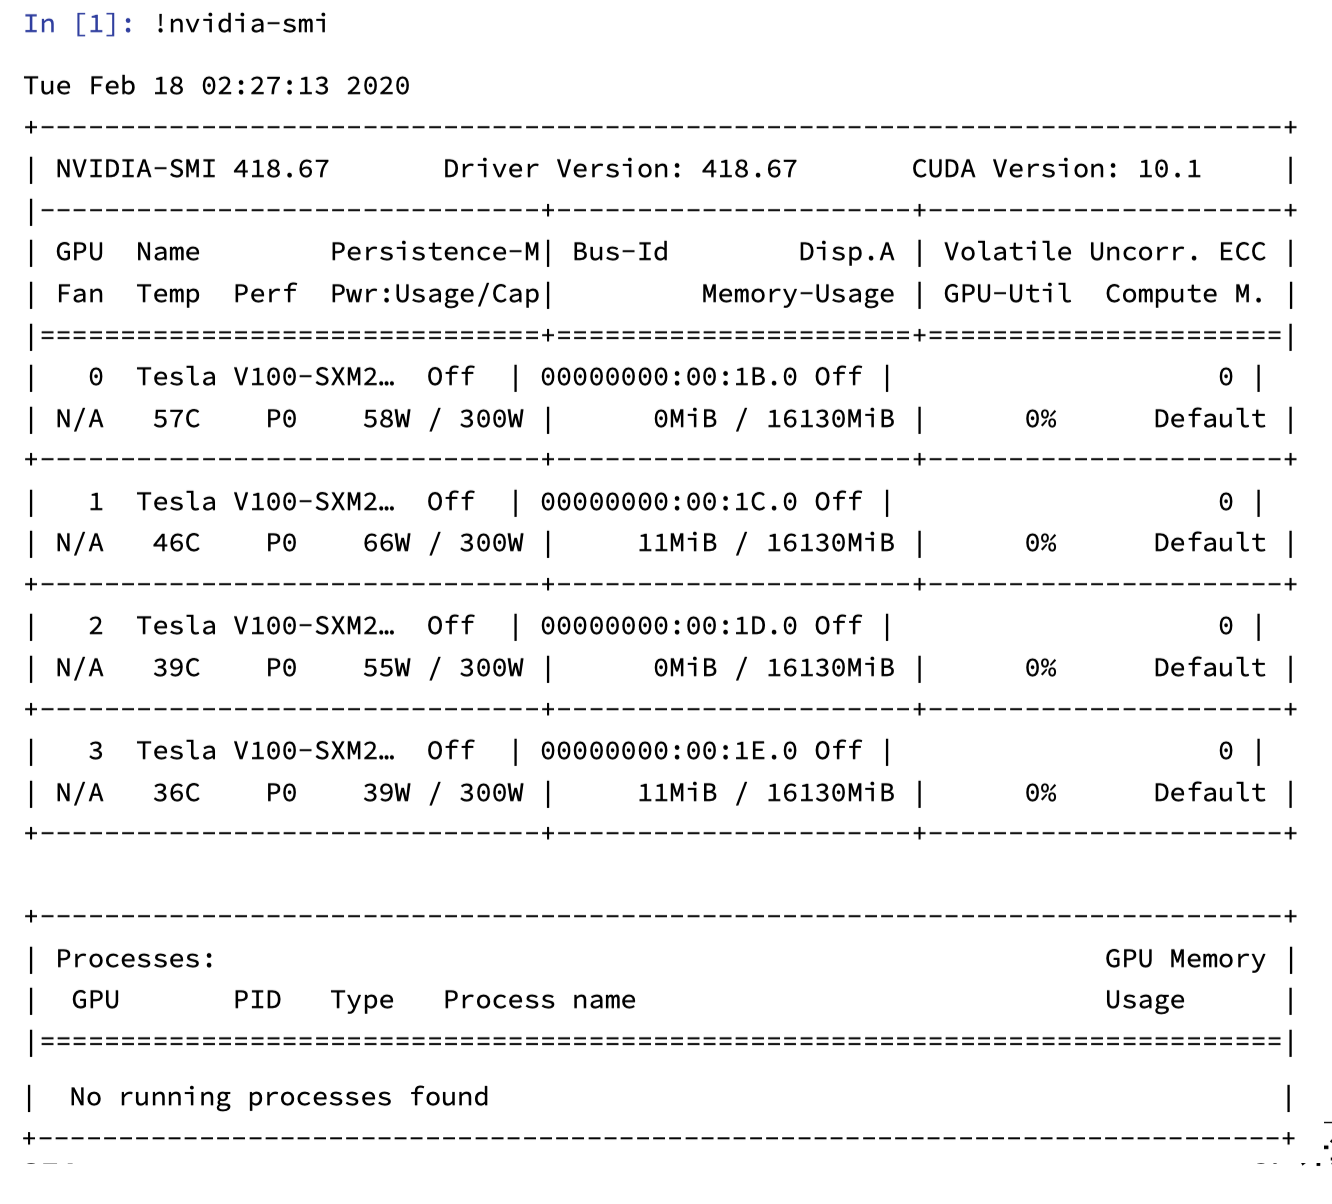 In [1]: !nvidia-smi
Tue Feb 18 02:27:13 2020
+-----------------------------------------------------------------------------+
| NVIDIA-SMI 418.67       Driver Version: 418.67       CUDA Version: 10.1     |
|-------------------------------+----------------------+----------------------+
| GPU  Name        Persistence-M| Bus-Id        Disp.A | Volatile Uncorr. ECC |
| Fan  Temp  Perf  Pwr:Usage/Cap|         Memory-Usage | GPU-Util  Compute M. |
|===============================+======================+======================|
|   0  Tesla V100-SXM2…  Off  | 00000000:00:1B.0 Off |                    0 |
| N/A   57C    P0    58W / 300W |      0MiB / 16130MiB |      0%      Default |
+-------------------------------+----------------------+----------------------+
|   1  Tesla V100-SXM2…  Off  | 00000000:00:1C.0 Off |                    0 |
| N/A   46C    P0    66W / 300W |     11MiB / 16130MiB |      0%      Default |
+-------------------------------+----------------------+----------------------+
|   2  Tesla V100-SXM2…  Off  | 00000000:00:1D.0 Off |                    0 |
| N/A   39C    P0    55W / 300W |      0MiB / 16130MiB |      0%      Default |
+-------------------------------+----------------------+----------------------+
|   3  Tesla V100-SXM2…  Off  | 00000000:00:1E.0 Off |                    0 |
| N/A   36C    P0    39W / 300W |     11MiB / 16130MiB |      0%      Default |
+-------------------------------+----------------------+----------------------+
+-----------------------------------------------------------------------------+
| Processes:                                                       GPU Memory |
|  GPU       PID   Type   Process name                             Usage      |
|=============================================================================|
|  No running processes found                                                 |
+-----------------------------------------------------------------------------+